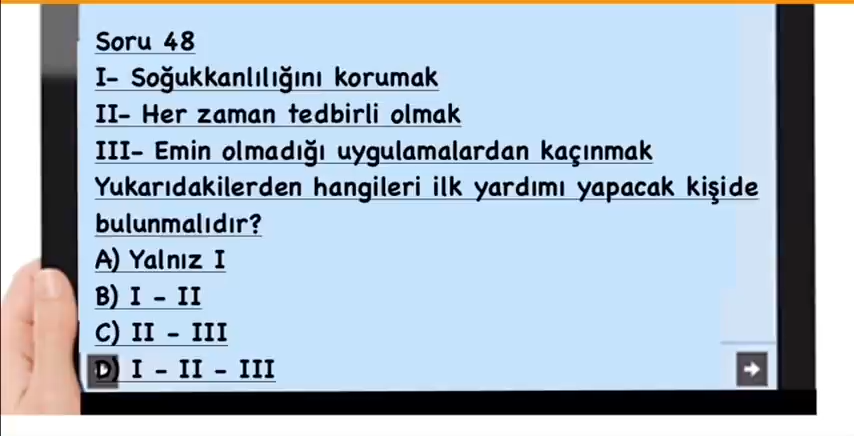 Soru 48
I- Soğukkanlılığını korumak
II- Her zaman tedbirli olmak
III- Emin olmadığı uygulamalardan kaçınmak
Yukarıdakilerden hangileri ilk yardımı yapacak kişide
bulunmalıdır?
A) Yalnız I
B) I - II
C) II - III
D) I - II - III